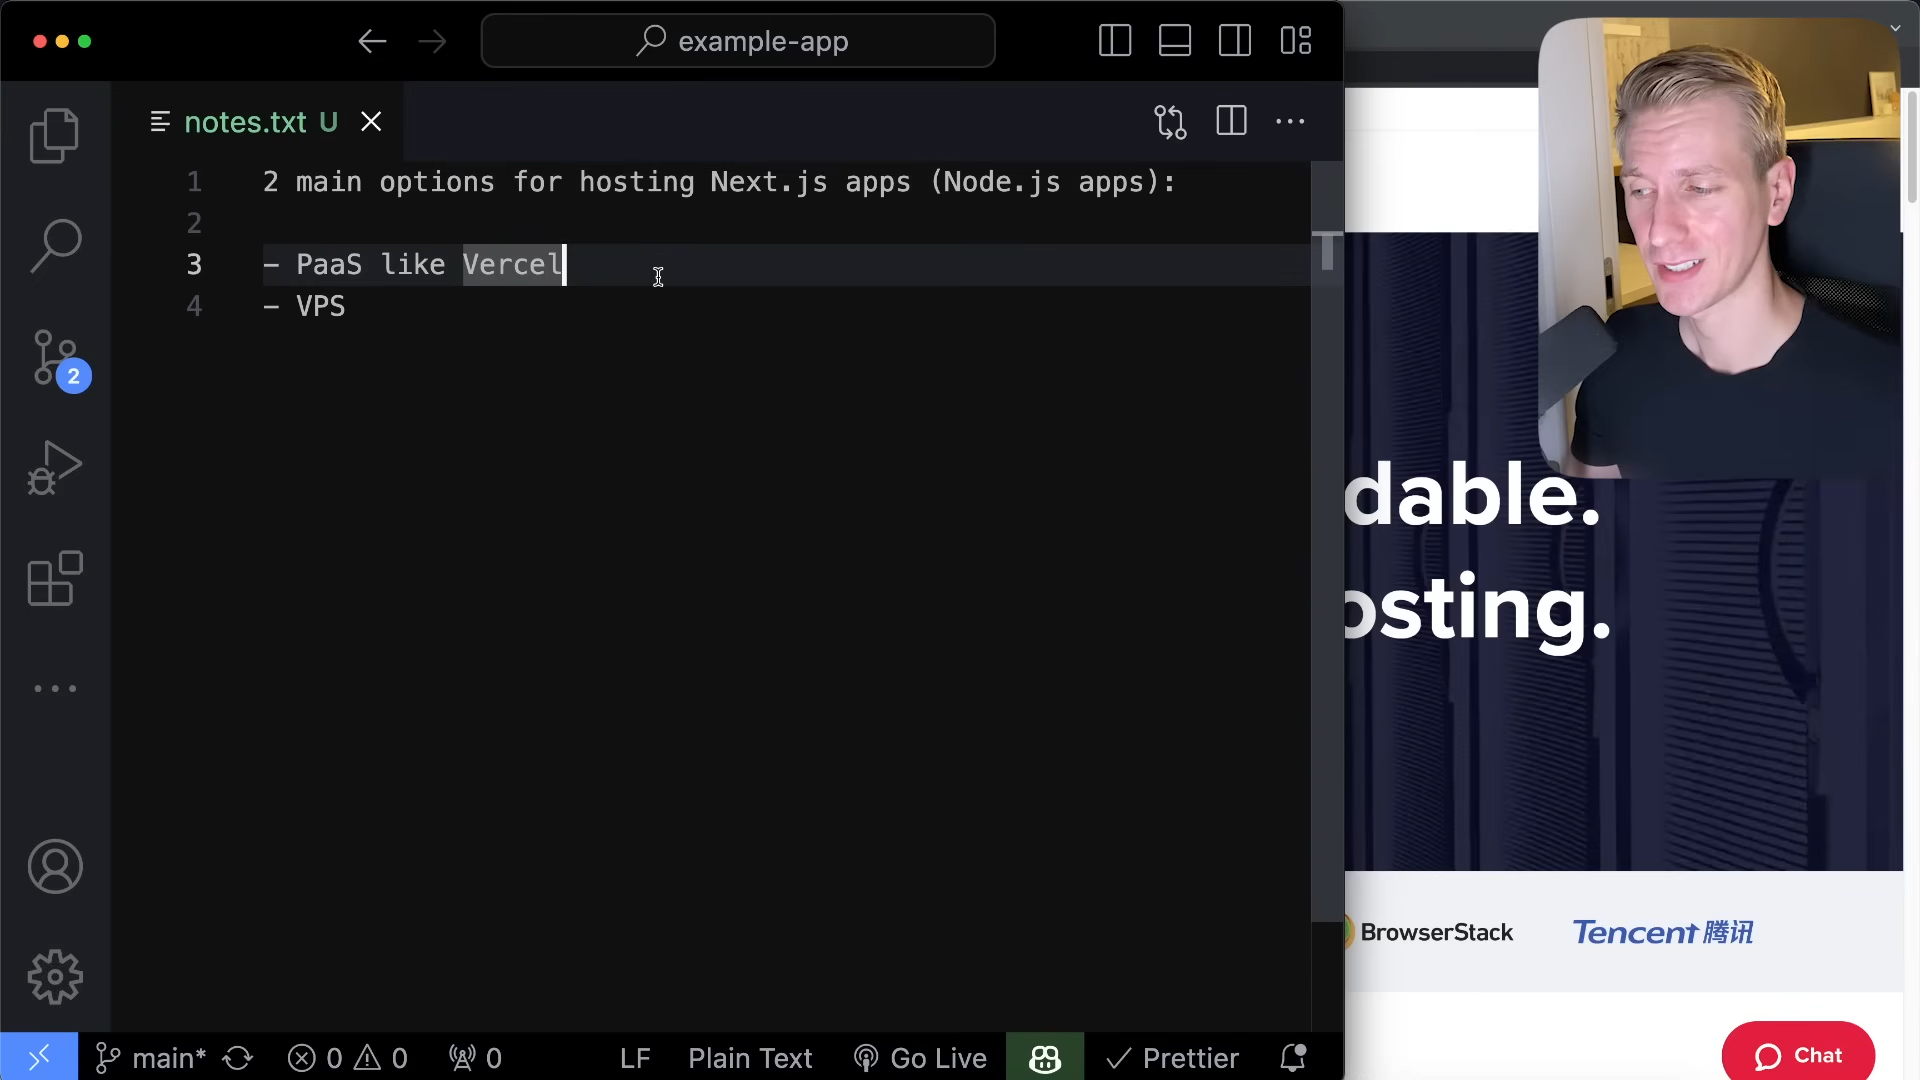 example-app
notes.txt U
1 2 main options for hosting Next.js apps (Node.js apps):
2
3 - PaaS like Vercel
4 - VPS
2
dable.
osting.
BrowserStack
Tencent 腾讯
Chat
main* 0 0 0 LF Plain Text Go Live Prettier